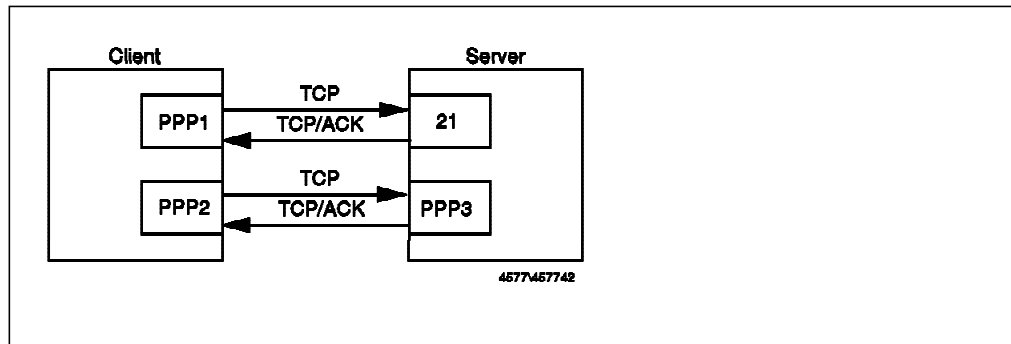 Client
Server
PPP1
TCP
TCP/ACK
21
PPP2
TCP
TCP/ACK
PPP3
4577\457742